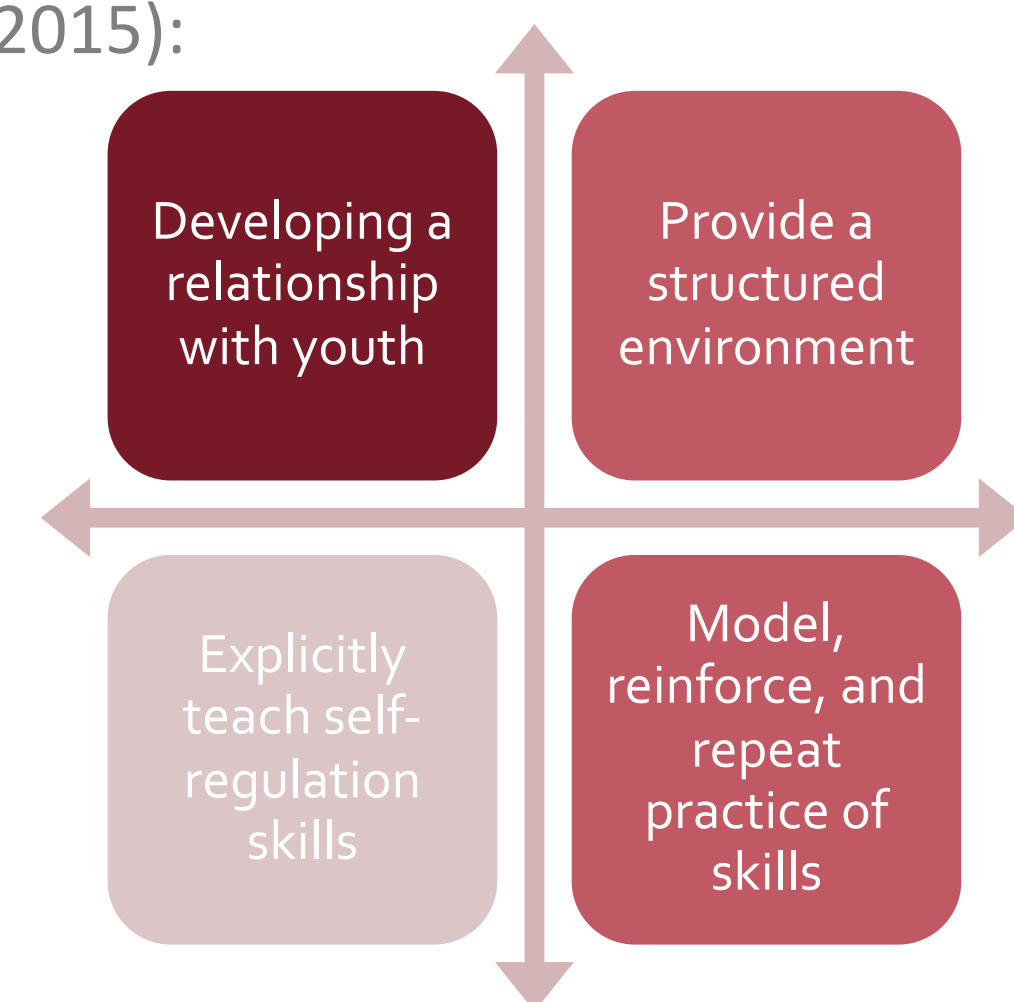 2015):
Developing a
relationship
with youth
Provide a
structured
environment
Explicitly
teach self-
regulation
skills
Model,
reinforce, and
repeat
practice of
skills